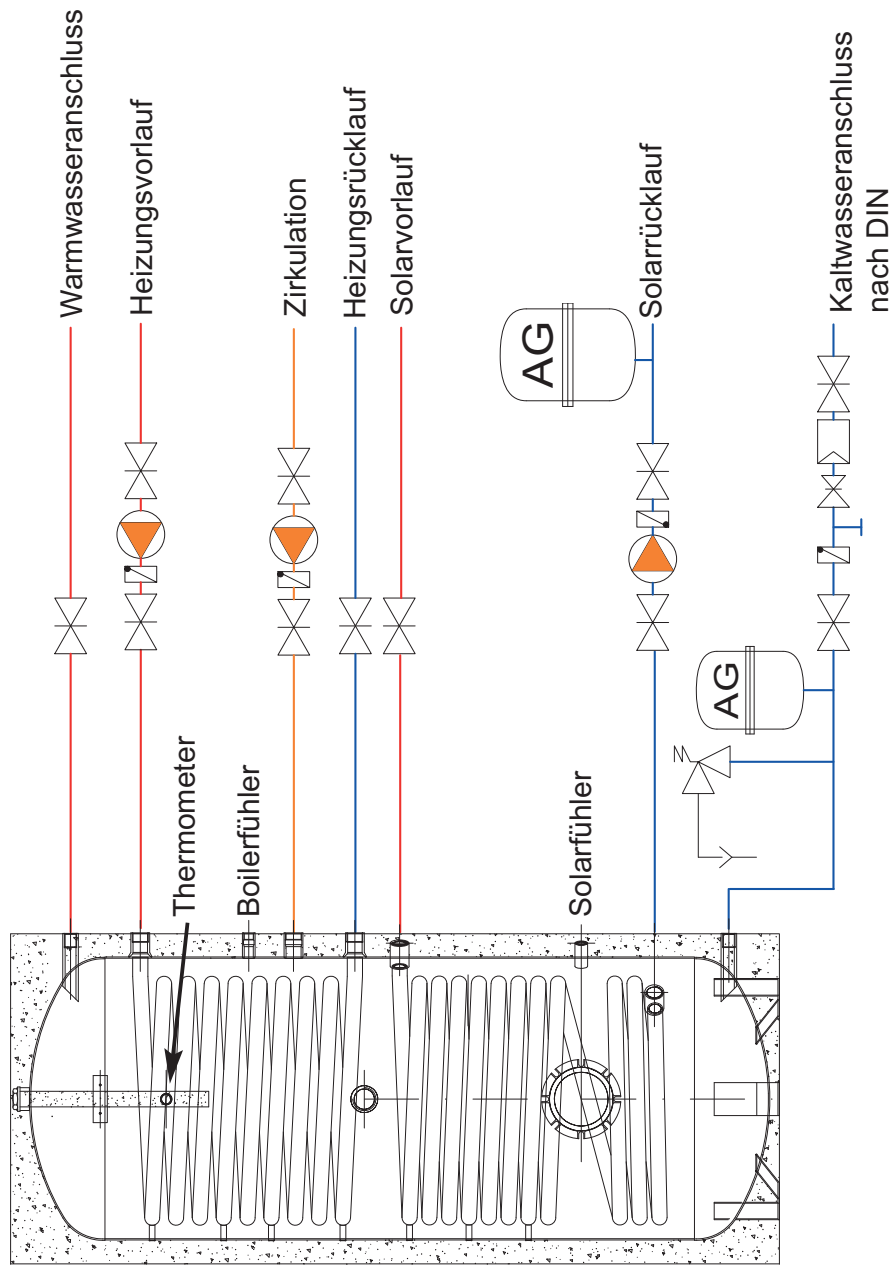 Warmwasseranschluss
Heizungsvorlauf
Thermometer
Boilerfühler
Zirkulation
Heizungsrücklauf
Solarvorlauf
AG
Solarfühler
Solarrücklauf
AG
Kaltwasseranschluss
nach DIN